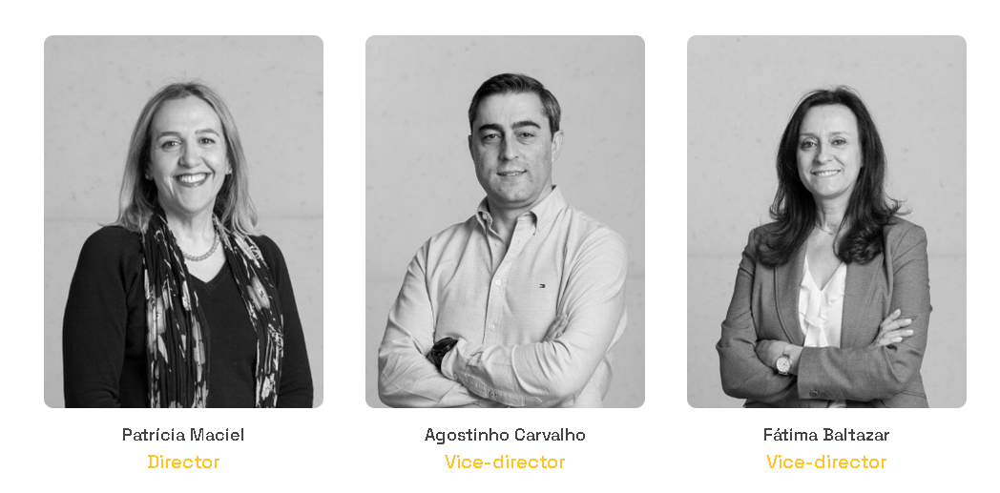 Patrícia Maciel
Director
Agostinho Carvalho
Vice-director
Fátima Baltazar
Vice-director